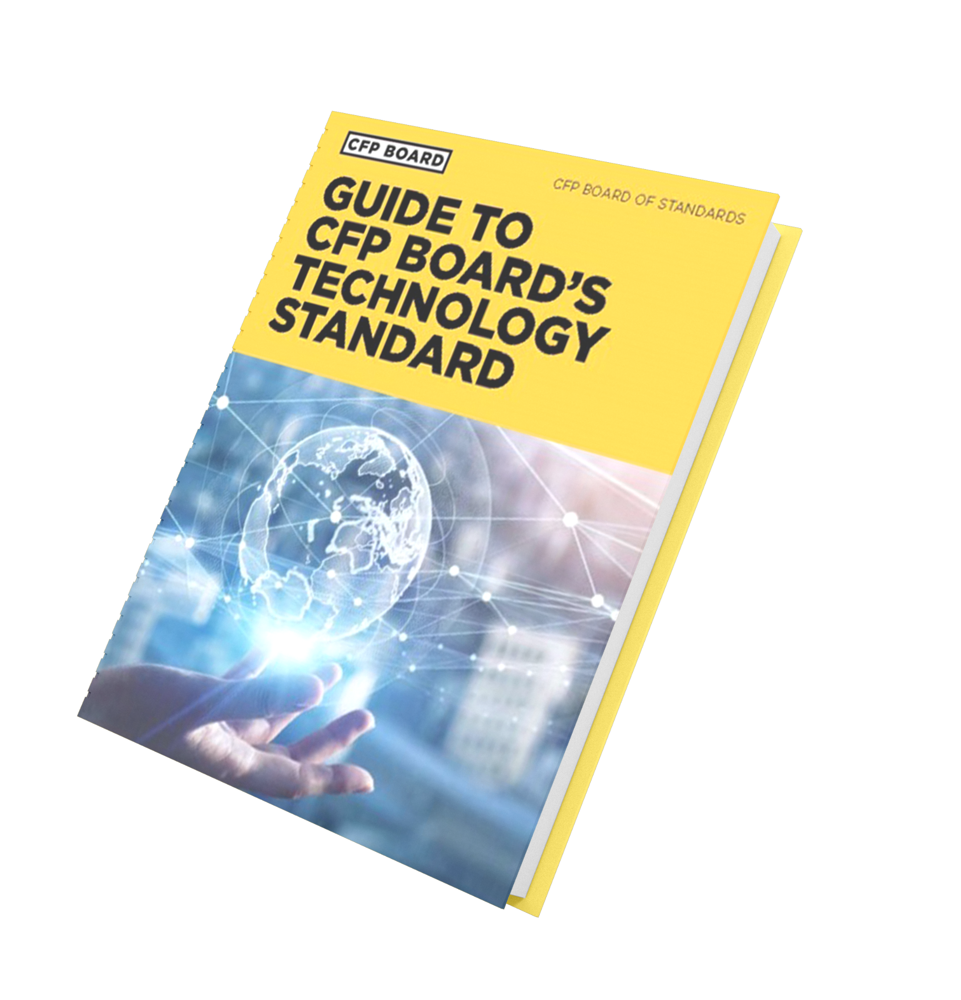 CFP BOARD
CFP BOARD OF STANDARDS
GUIDE TO
CFP BOARD'S
TECHNOLOGY
STANDARD